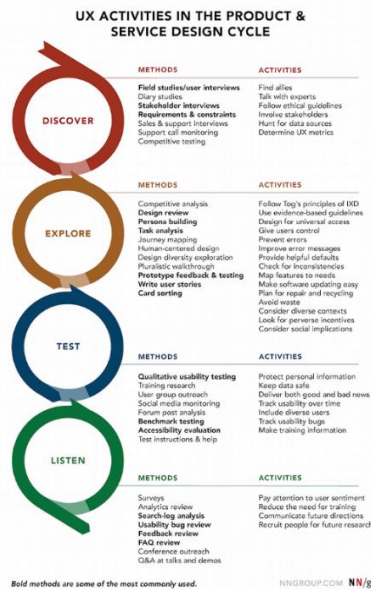 UX ACTIVITIES IN THE PRODUCT &
SERVICE DESIGN CYCLE
DISCOVER
METHODS
Field studies/user interviews
Diary studies
Stakeholder interviews
Requirements & constraints
Sales & support interviews
Support call monitoring
Competitive testing
ACTIVITIES
Find allies
Talk with experts
Follow ethical guidelines
Involve stakeholders
Hunt for data sources
Determine UX metrics
EXPLORE
METHODS
Competitive analysis
Design review
Persona building
Task analysis
Journey mapping
Human-centered design
Design diversity exploration
Pluralistic walkthrough
Prototype feedback & testing
Write user stories
Card sorting
ACTIVITIES
Follow Tog's principles of IXD
Use evidence-based guidelines
Design for universal access
Give users control
Prevent errors
Improve error messages
Provide helpful defaults
Check for inconsistencies
Map features to needs
Make software updating easy
Plan for repair and recycling
Avoid waste
Consider diverse contexts
Look for perverse incentives
Consider social implications
TEST
METHODS
Qualitative usability testing
Training research
User group outreach
Social media monitoring
Forum post analysis
Benchmark testing
Accessibility evaluation
Test instructions & help
ACTIVITIES
Protect personal information
Keep data safe
Deliver both good and bad news
Track usability over time
Include diverse users
Track usability bugs
Make training information
LISTEN
METHODS
Surveys
Analytics review
Search-log analysis
Usability bug review
Feedback review
FAQ review
Conference outreach
Q&A at talks and demos
ACTIVITIES
Pay attention to user sentiment
Reduce the need for training
Communicate future directions
Recruit people for future research
Bold methods are some of the most commonly used.
NNGROUP.COM NN/g